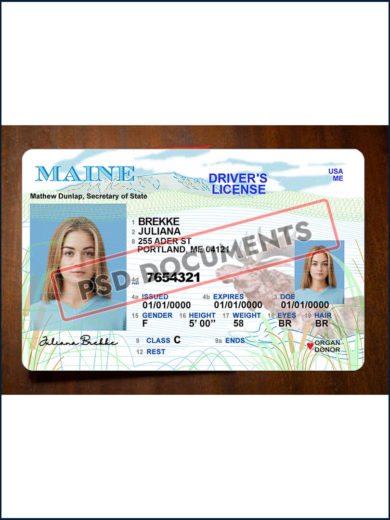 MAINE
DRIVER'S
LICENSE
USA
ME
Mathew Dunlap, Secretary of State
1 BREKKE
2 JULIANA
8 255 ADER ST
PORTLAND, ME 04121
7654321
4a ISSUED 4b EXPIRES 3 DOB
01/01/0000 01/01/0000 01/01/0000
15 GENDER 16 HEIGHT 17 WEIGHT 18 EYES 19 HAIR
F 5' 00" 58 BR BR
9 CLASS C 9a ENDS
12 REST
ORGAN
DONOR
Juliana Brekke
PSD DOCUMENTS